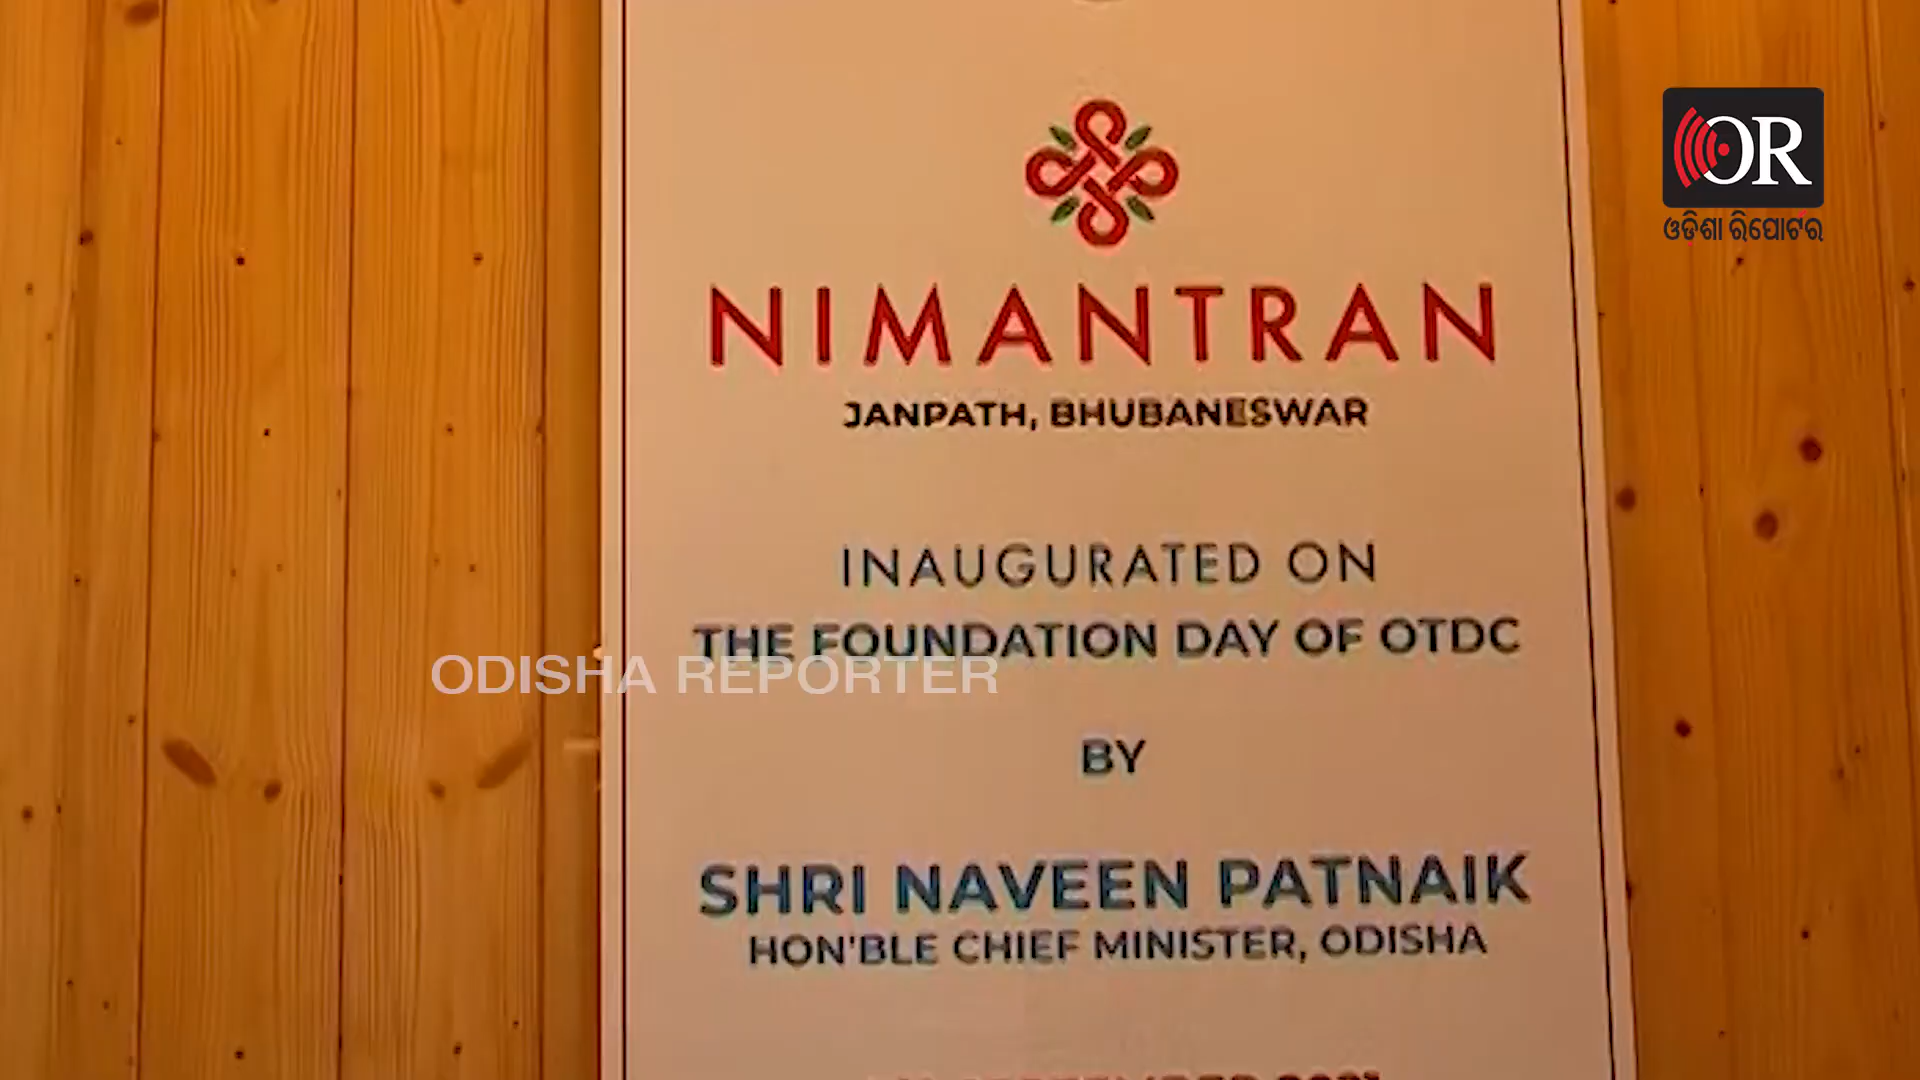 OR
ଓଡ଼ିଶା ରିପୋର୍ଟର
NIMANTRAN
JANPATH, BHUBANESWAR
INAUGURATED ON
THE FOUNDATION DAY OF OTDC
ODISHA REPORTER
BY
SHRI NAVEEN PATNAIK
HON'BLE CHIEF MINISTER, ODISHA